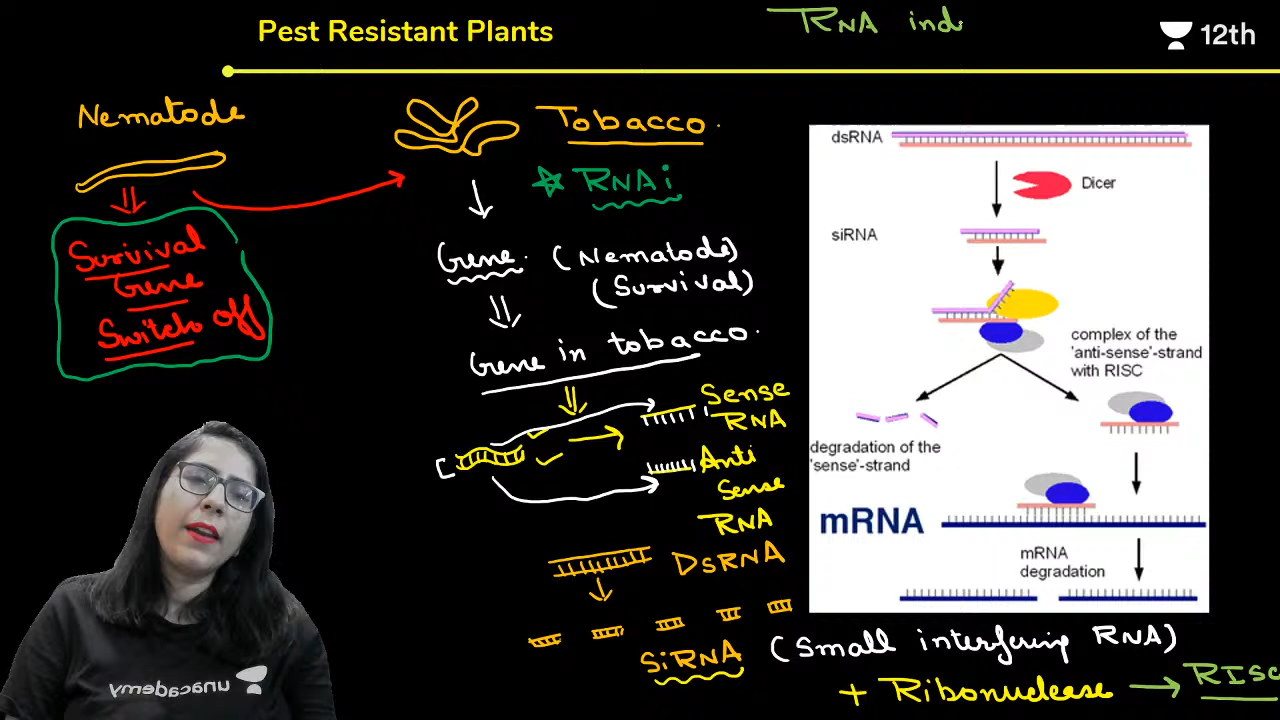 Pest Resistant Plants
RNA ind
12th
Nematode
Survival
Gene
Switch off
Tobacco.
RNAi
Gene. (Nematode)
(Survival)
Gene in tobacco.
Sense
RNA
Anti
Sense
RNA
DsRNA
SiRNA
(Small interfering RNA)
+ Ribonuclease → RISC
dsRNA
Dicer
siRNA
complex of the
'anti-sense'-strand
with RISC
degradation of the
'sense'-strand
mRNA
mRNA
degradation
unacademy